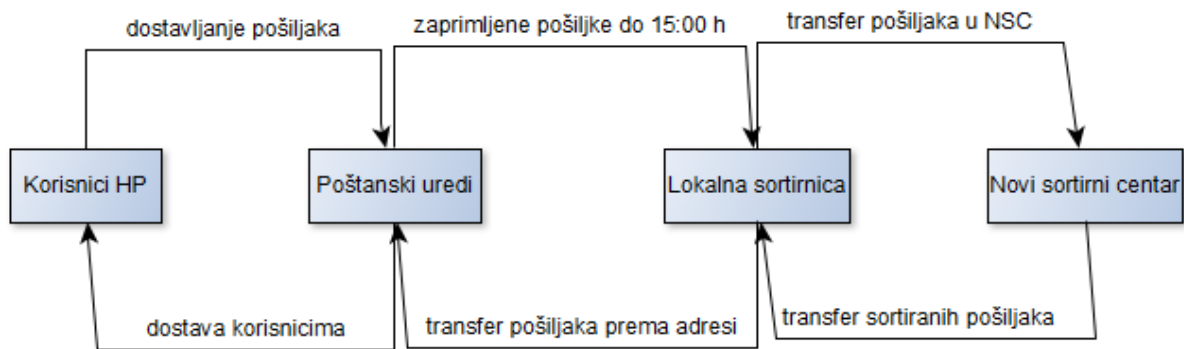 dostavljanje pošiljaka
zaprimljene pošiljke do 15:00 h
transfer pošiljaka u NSC
Korisnici HP
Poštanski uredi
Lokalna sortirnica
Novi sortirni centar
dostava korisnicima
transfer pošiljaka prema adresi
transfer sortiranih pošiljaka